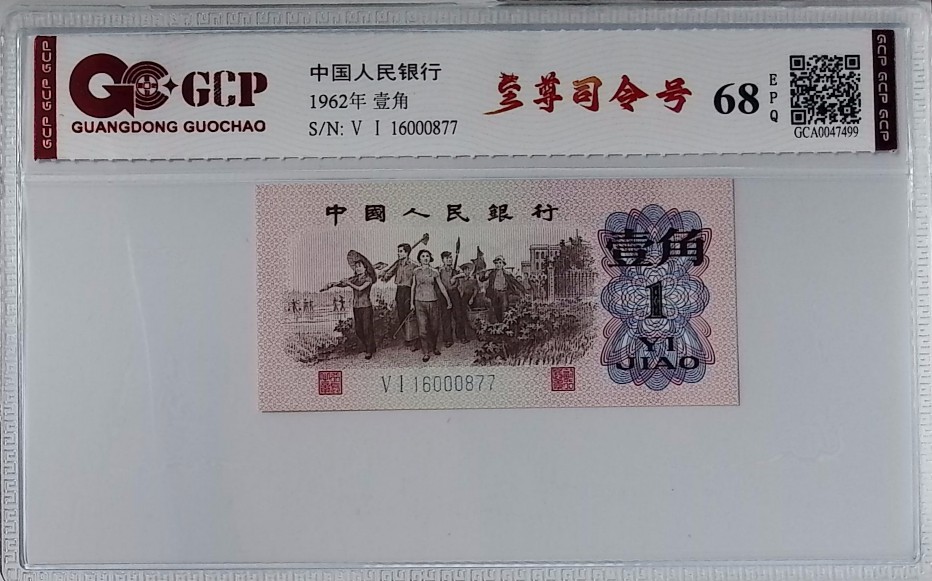 GCP GCP GCP
GCP
GUANGDONG GUOCHAO
中国人民银行
1962年 壹角
S/N: V I 16000877
至尊司令号
68
EPQ
GCA0047499
GCP GCP GCP
中國人民銀行
壹角
1
YI
JIAO
V I 16000877